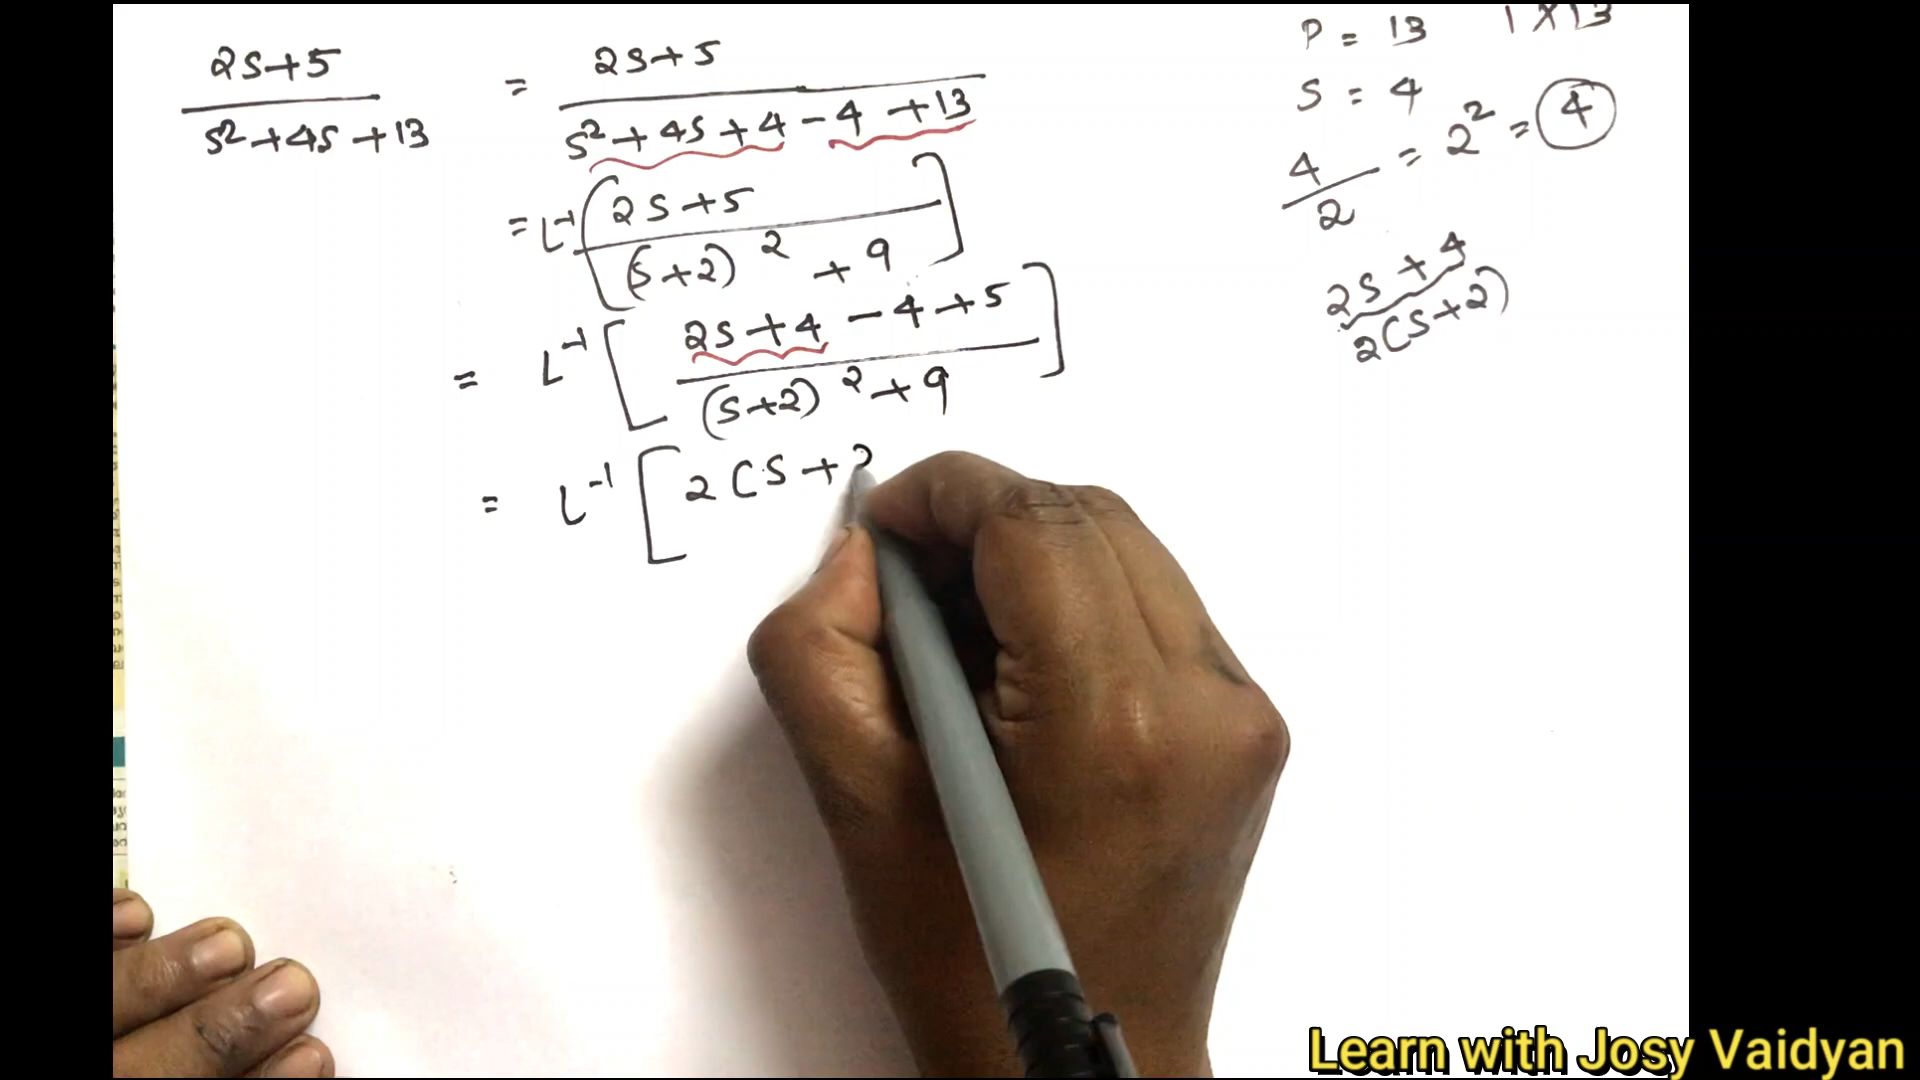 2s+5 / s²+4s+13 = 2s+5 / s²+4s+4-4+13
= L⁻¹[2s+5 / (s+2)²+9]
= L⁻¹[2s+4-4+5 / (s+2)²+9]
= L⁻¹[2(s+2
P = 13 1×13
S = 4
4/2 = 2² = 4
2s+4
2(s+2)
Learn with Josy Vaidyan